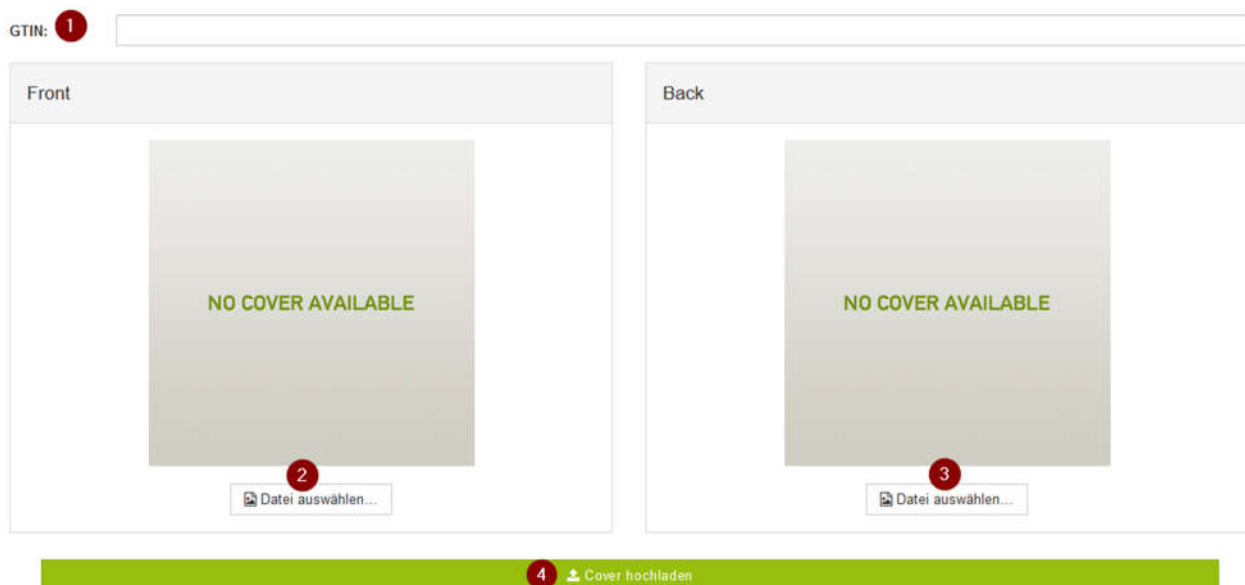 GTIN: 1
Front
Back
NO COVER AVAILABLE
NO COVER AVAILABLE
2
3
Datei auswählen...
Datei auswählen...
4 Cover hochladen